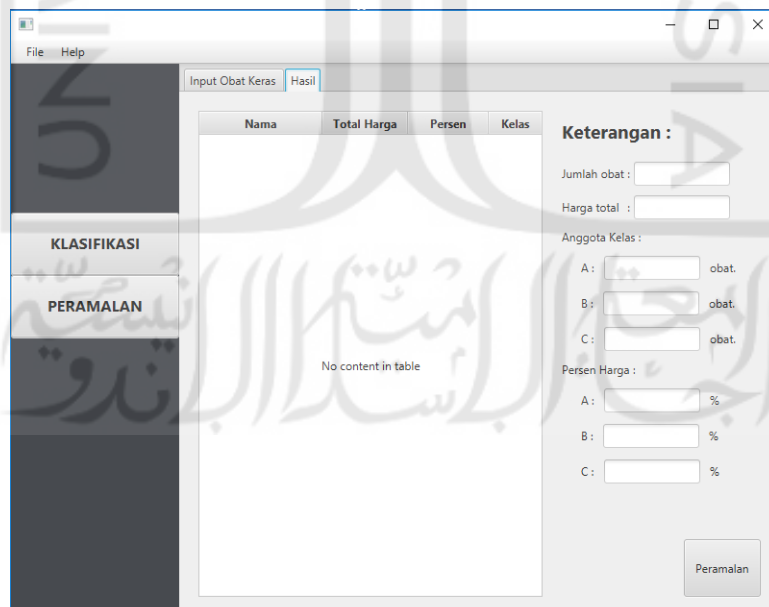 File Help
Input Obat Keras Hasil
Nama Total Harga Persen Kelas
No content in table
KLASIFIKASI
PERAMALAN
Keterangan :
Jumlah obat :
Harga total :
Anggota Kelas :
A : obat.
B : obat.
C : obat.
Persen Harga :
A : %
B : %
C : %
Peramalan